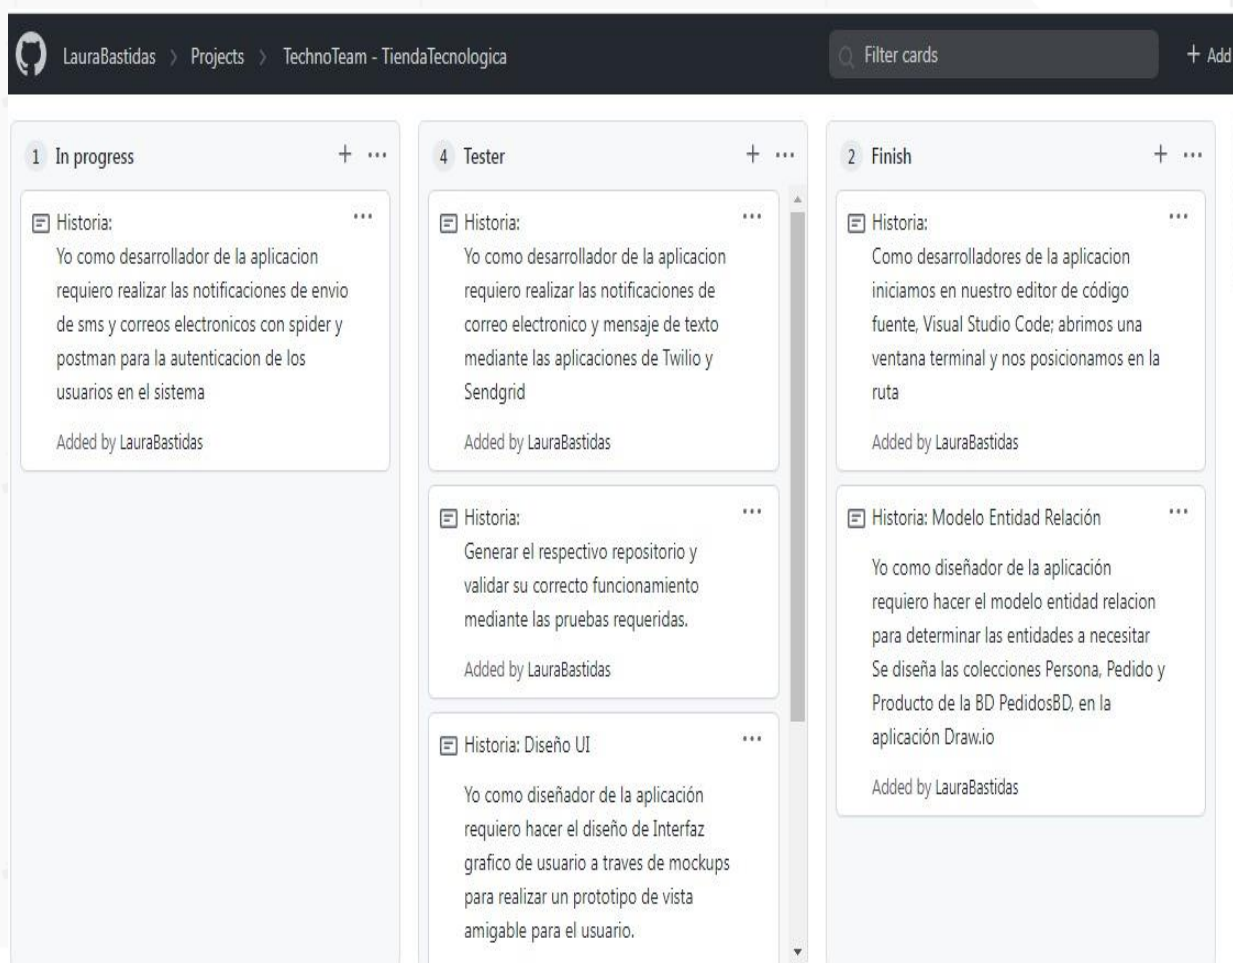 LauraBastidas > Projects > TechnoTeam - TiendaTecnologica
Filter cards
+ Add
1 In progress
Historia:
Yo como desarrollador de la aplicacion
requiero realizar las notificaciones de envio
de sms y correos electronicos con spider y
postman para la autenticacion de los
usuarios en el sistema
Added by LauraBastidas
4 Tester
Historia:
Yo como desarrollador de la aplicacion
requiero realizar las notificaciones de
correo electronico y mensaje de texto
mediante las aplicaciones de Twilio y
Sendgrid
Added by LauraBastidas
Historia:
Generar el respectivo repositorio y
validar su correcto funcionamiento
mediante las pruebas requeridas.
Added by LauraBastidas
Historia: Diseño UI
Yo como diseñador de la aplicación
requiero hacer el diseño de Interfaz
grafico de usuario a traves de mockups
para realizar un prototipo de vista
amigable para el usuario.
2 Finish
Historia:
Como desarrolladores de la aplicacion
iniciamos en nuestro editor de código
fuente, Visual Studio Code; abrimos una
ventana terminal y nos posicionamos en la
ruta
Added by LauraBastidas
Historia: Modelo Entidad Relación
Yo como diseñador de la aplicación
requiero hacer el modelo entidad relacion
para determinar las entidades a necesitar
Se diseña las colecciones Persona, Pedido y
Producto de la BD PedidosBD, en la
aplicación Draw.io
Added by LauraBastidas